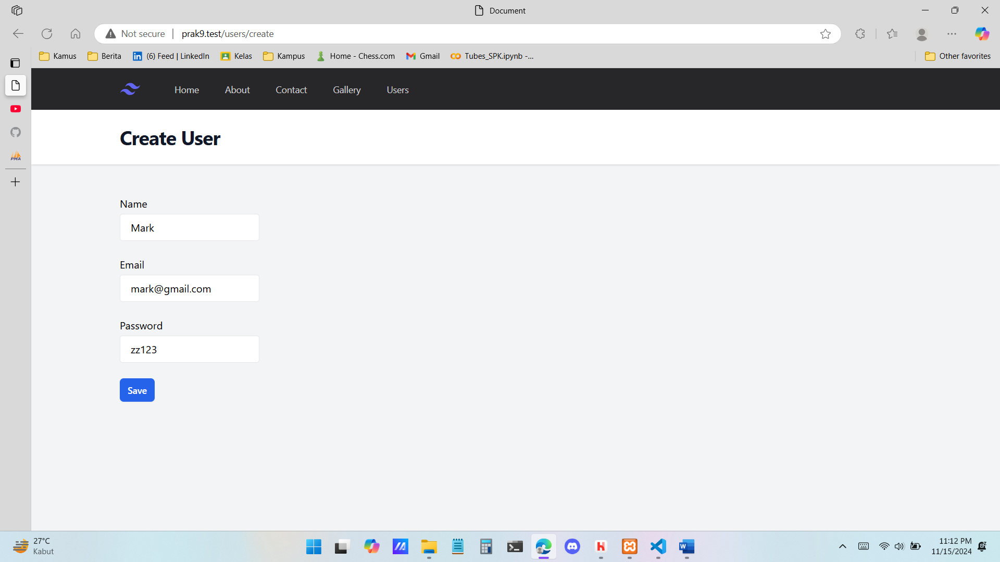 Document
Not secure prak9.test/users/create
Kamus Berita (6) Feed | LinkedIn Kelas Kampus Home - Chess.com Gmail Tubes_SPK.ipynb -... Other favorites
Home About Contact Gallery Users
PMA
Create User
Name
Mark
Email
mark@gmail.com
Password
zz123
Save
27°C
Kabut
11:12 PM
11/15/2024